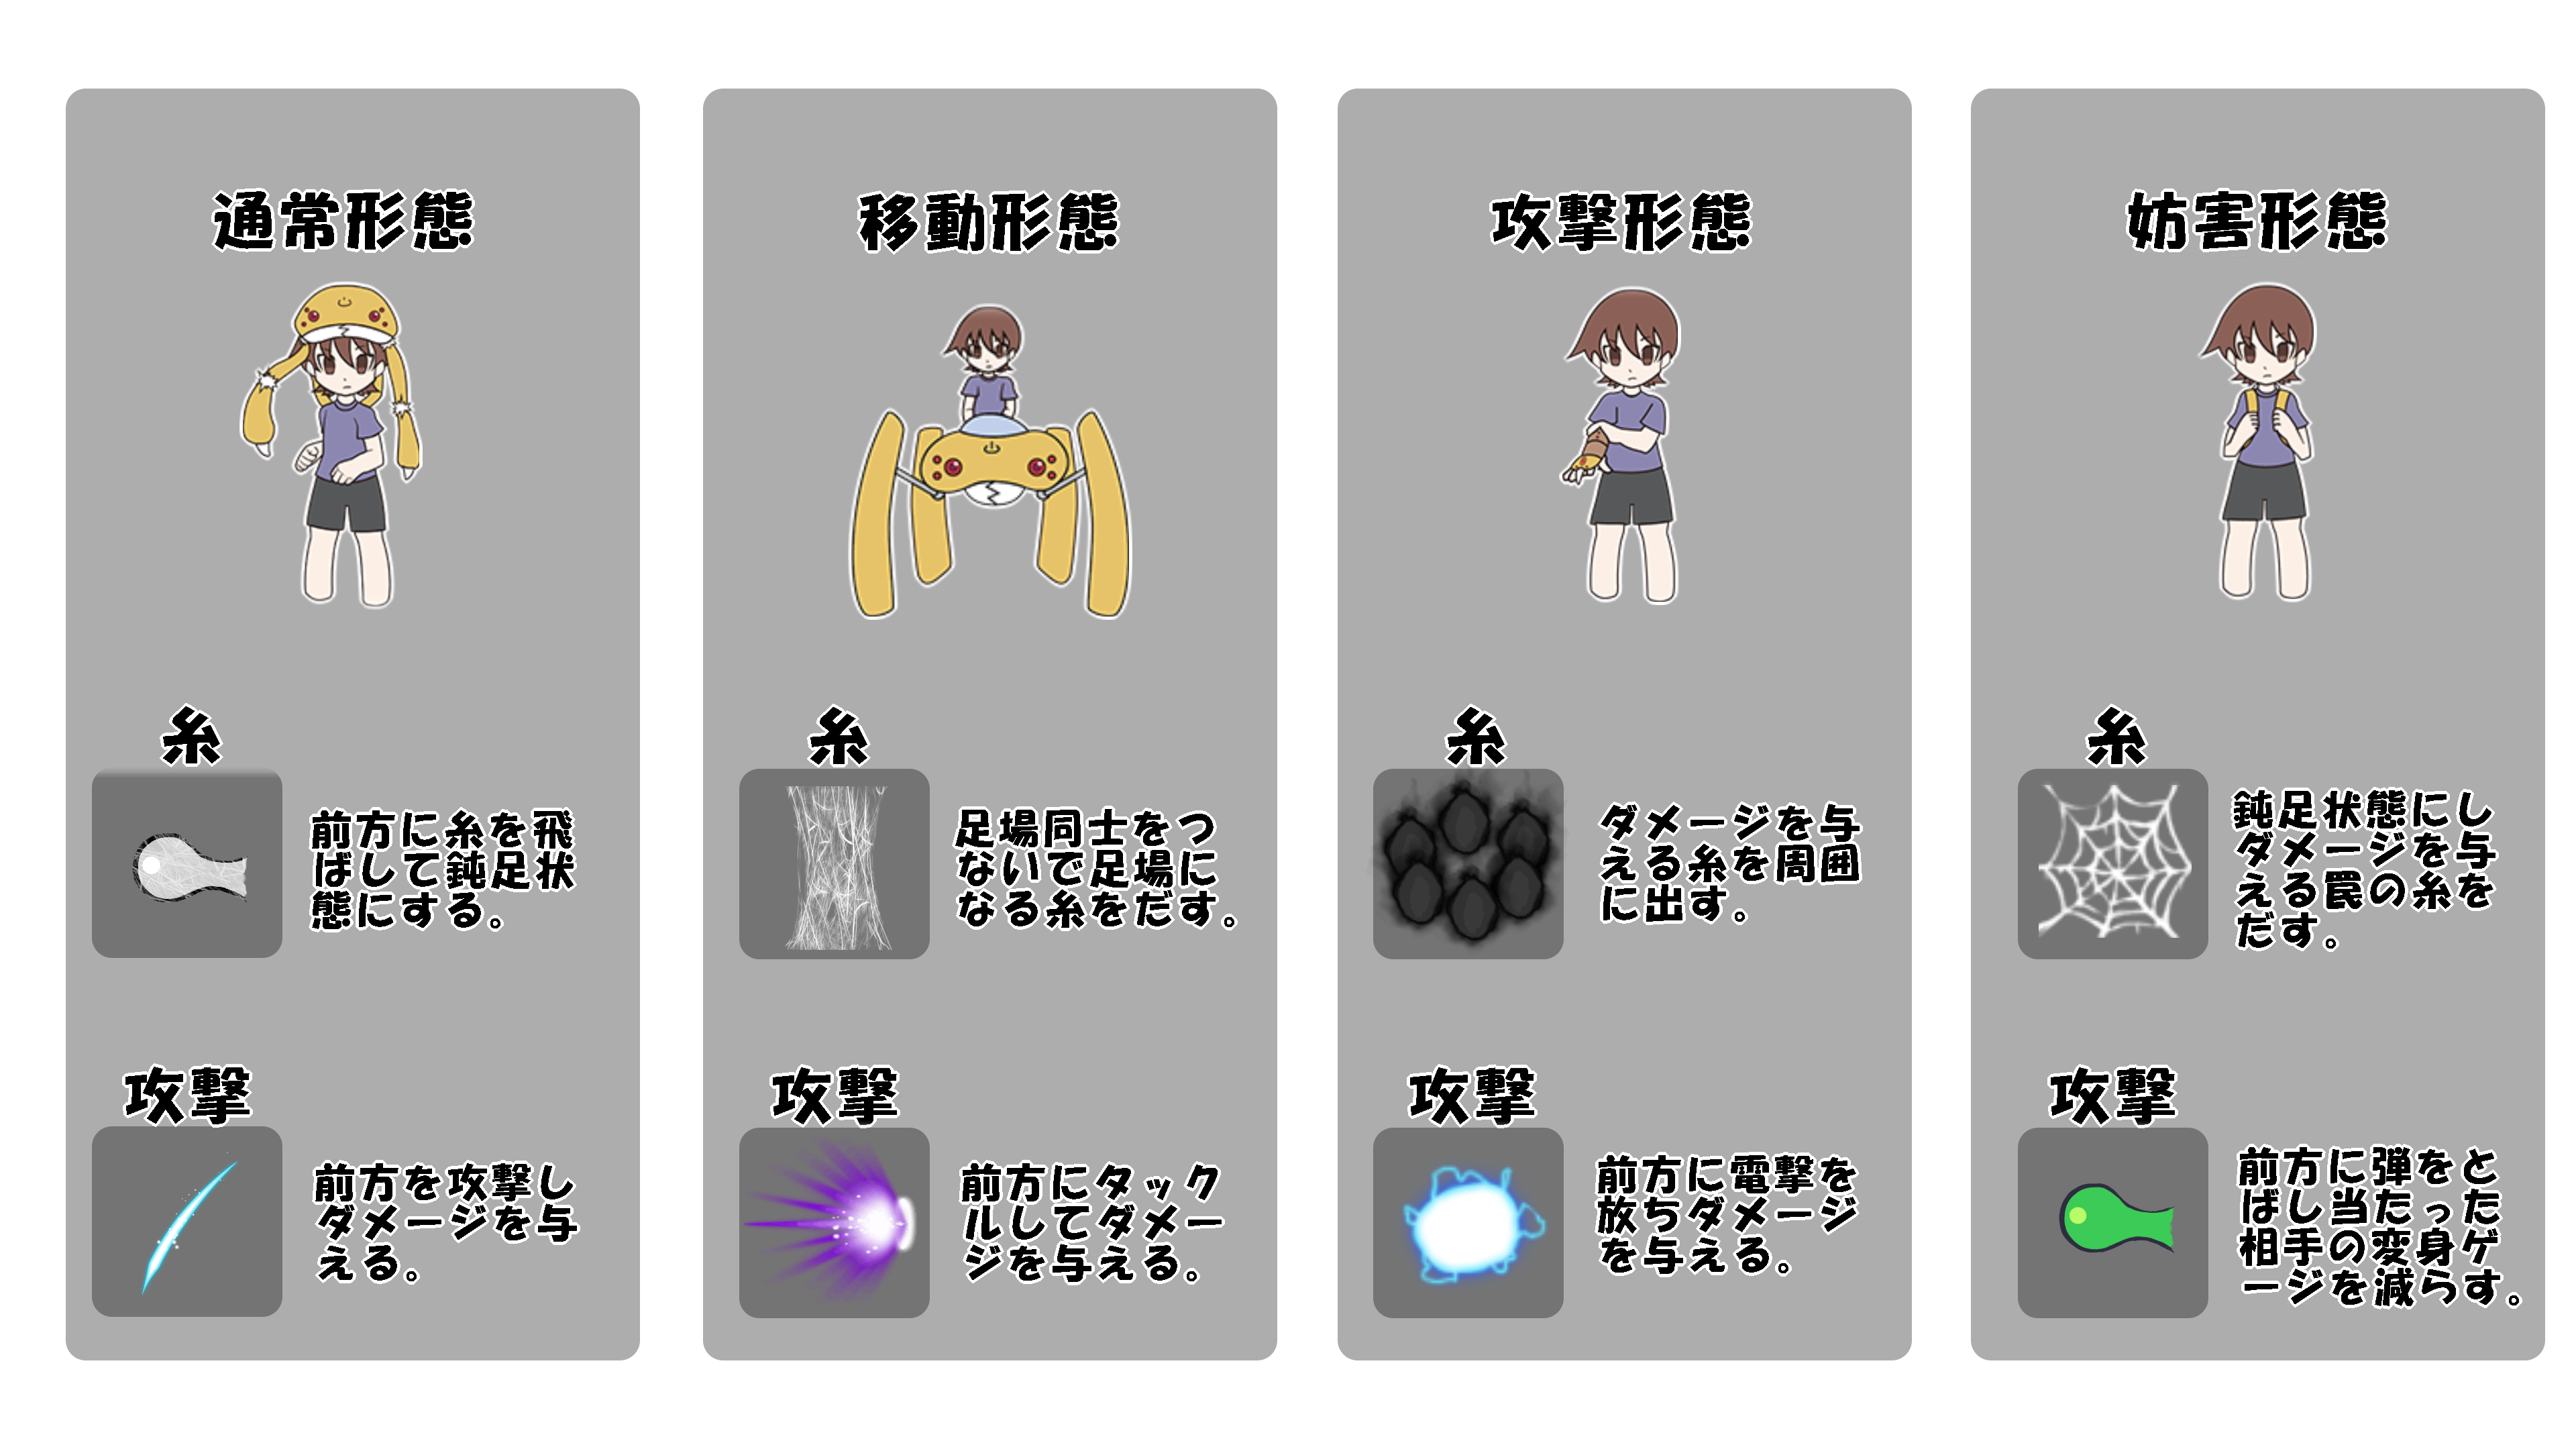 通常形態
糸
前方に糸を飛
ばして鈍足状
態にする。
攻撃
前方を攻撃し
ダメージを与
える。
移動形態
糸
足場同士をつ
ないで足場に
なる糸をだす。
攻撃
前方にタック
ルしてダメー
ジを与える。
攻撃形態
糸
ダメージを与
える糸を周囲
に出す。
攻撃
前方に電撃を
放ちダメージ
を与える。
妨害形態
糸
鈍足状態にし
ダメージを与
える罠の糸を
だす。
攻撃
前方に弾をと
ばし当たった
相手の変身ゲ
ージを減らす。